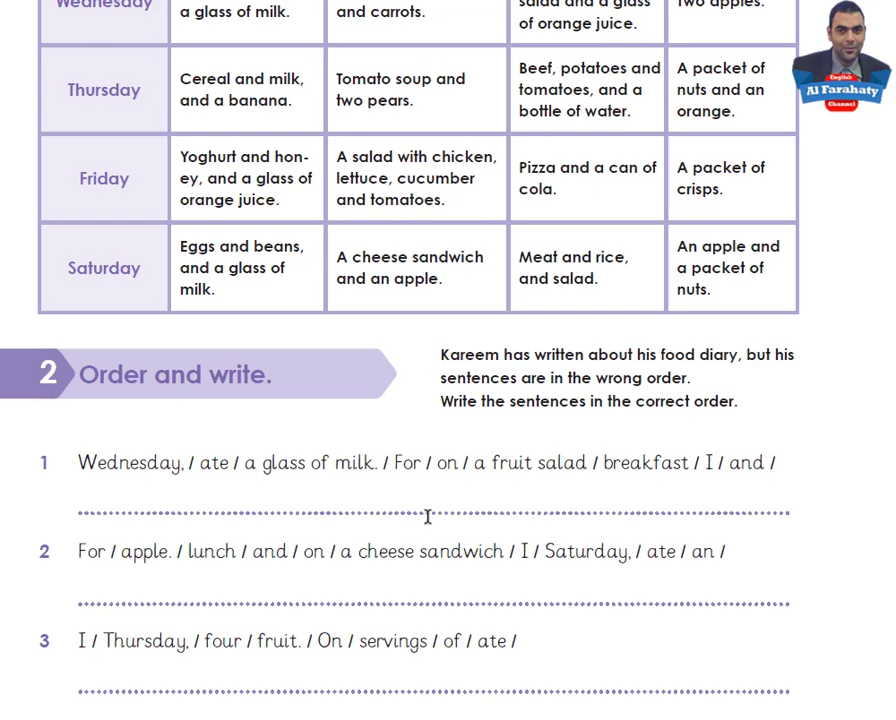 Wednesday
a glass of milk.
and carrots.
salad and a glass
of orange juice.
two apples.
Thursday
Cereal and milk,
and a banana.
Tomato soup and
two pears.
Beef, potatoes and
tomatoes, and a
bottle of water.
A packet of
nuts and an
orange.
Friday
Yoghurt and hon-
ey, and a glass of
orange juice.
A salad with chicken,
lettuce, cucumber
and tomatoes.
Pizza and a can of
cola.
A packet of
crisps.
Saturday
Eggs and beans,
and a glass of
milk.
A cheese sandwich
and an apple.
Meat and rice,
and salad.
An apple and
a packet of
nuts.
English
Al Farahaty
Channel
2 Order and write.
Kareem has written about his food diary, but his
sentences are in the wrong order.
Write the sentences in the correct order.
1 Wednesday, / ate / a glass of milk. / For / on / a fruit salad / breakfast / I / and /
2 For / apple. / lunch / and / on / a cheese sandwich / I / Saturday, / ate / an /
3 I / Thursday, / four / fruit. / On / servings / of / ate /